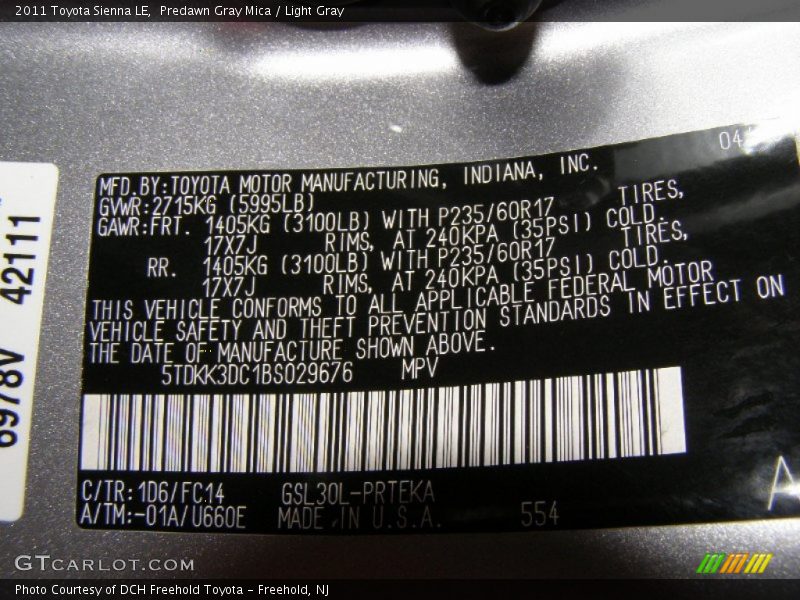 2011 Toyota Sienna LE, Predawn Gray Mica / Light Gray
04
MFD.BY:TOYOTA MOTOR MANUFACTURING, INDIANA, INC.
GVWR:2715KG (5995LB)
GAWR:FRT. 1405KG (3100LB) WITH P235/60R17 TIRES,
17X7J RIMS, AT 240KPA (35PSI) COLD.
RR. 1405KG (3100LB) WITH P235/60R17 TIRES,
17X7J RIMS, AT 240KPA (35PSI) COLD.
THIS VEHICLE CONFORMS TO ALL APPLICABLE FEDERAL MOTOR
VEHICLE SAFETY AND THEFT PREVENTION STANDARDS IN EFFECT ON
THE DATE OF MANUFACTURE SHOWN ABOVE.
5TDKK3DC1BS029676 MPV
C/TR:1D6/FC14 GSL30L-PRTEKA
A/TM:-01A/U660E MADE IN U.S.A. 554
A
6978V 42111
GTCARLOT.COM
Photo Courtesy of DCH Freehold Toyota - Freehold, NJ